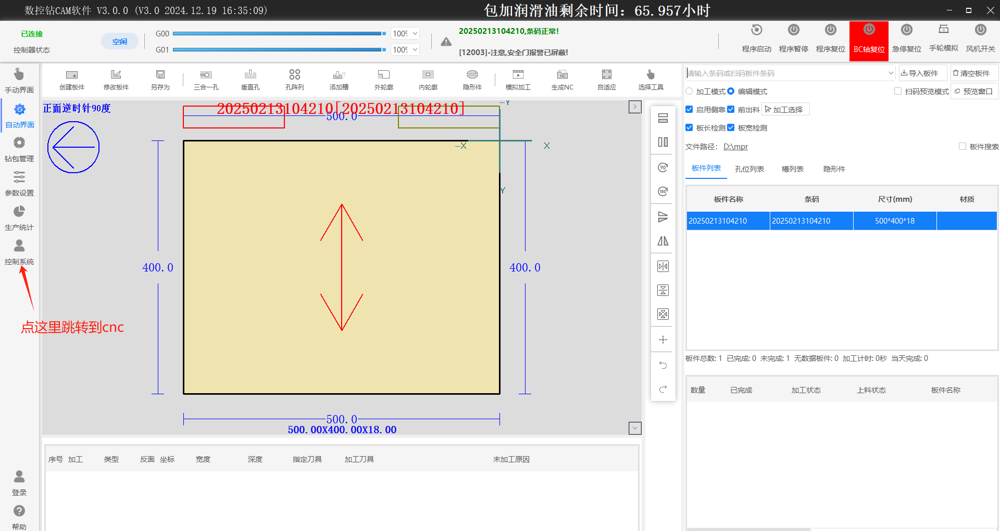 数控钻CAM软件 V3.0.0 (V3.0 2024.12.19 16:35:09)
包加润滑油剩余时间：65.957小时
已连接
控制器状态
空闲
G00 100%
G01 100%
20250213104210,条码正常!
[12003]-注意,安全门报警已屏蔽!
程序启动 程序暂停 程序复位 BC轴复位 急停复位 手轮模拟 风机开关
手动界面
自动界面
钻包管理
参数设置
生产统计
控制系统
点这里跳转到cnc
登录
帮助
创建板件 修改板件 另存为 三合一孔 垂直孔 孔阵列 添加槽 外轮廓 内轮廓 隐形件 模拟加工 生成NC 自适应 选择工具
正面逆时针90度
20250213104210[20250213104210]
500.0
-Y
-X
X
Y
400.0
400.0
500.0
500.00X400.00X18.00
90
180
序号 加工 类型 反面 坐标 宽度 深度 指定刀具 加工刀具 未加工原因
请输入条码或扫码板件条码 导入板件 清空板件
加工模式 编辑模式 扫码预览模式 预览窗口
启用侧靠 前出料 加工选择
板长检测 板宽检测
文件路径: D:\mpr 板件搜索
板件列表 孔位列表 槽列表 隐形件
板件名称 条码 尺寸(mm) 材质
20250213104210 20250213104210 500*400*18
板件总数: 1 已完成: 0 未完成: 1 无数据板件: 0 加工计时: 0秒 当天完成: 0
数量 已完成 加工状态 上料状态 板件名称